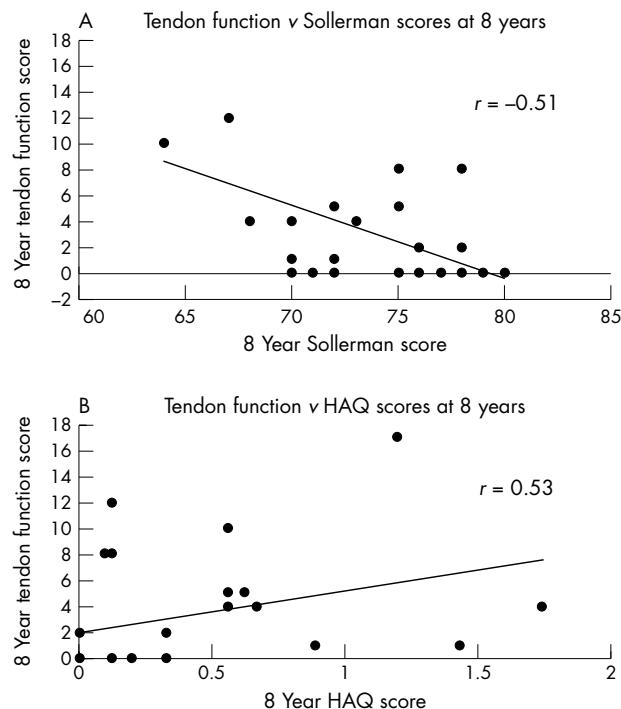 A Tendon function v Sollerman scores at 8 years
18
16
14
12
10
8
6
4
2
0
–2
8 Year tendon function score
r = –0.51
60 65 70 75 80 85
8 Year Sollerman score
B Tendon function v HAQ scores at 8 years
18
16
14
12
10
8
6
4
2
0
8 Year tendon function score
r = 0.53
0 0.5 1 1.5 2
8 Year HAQ score